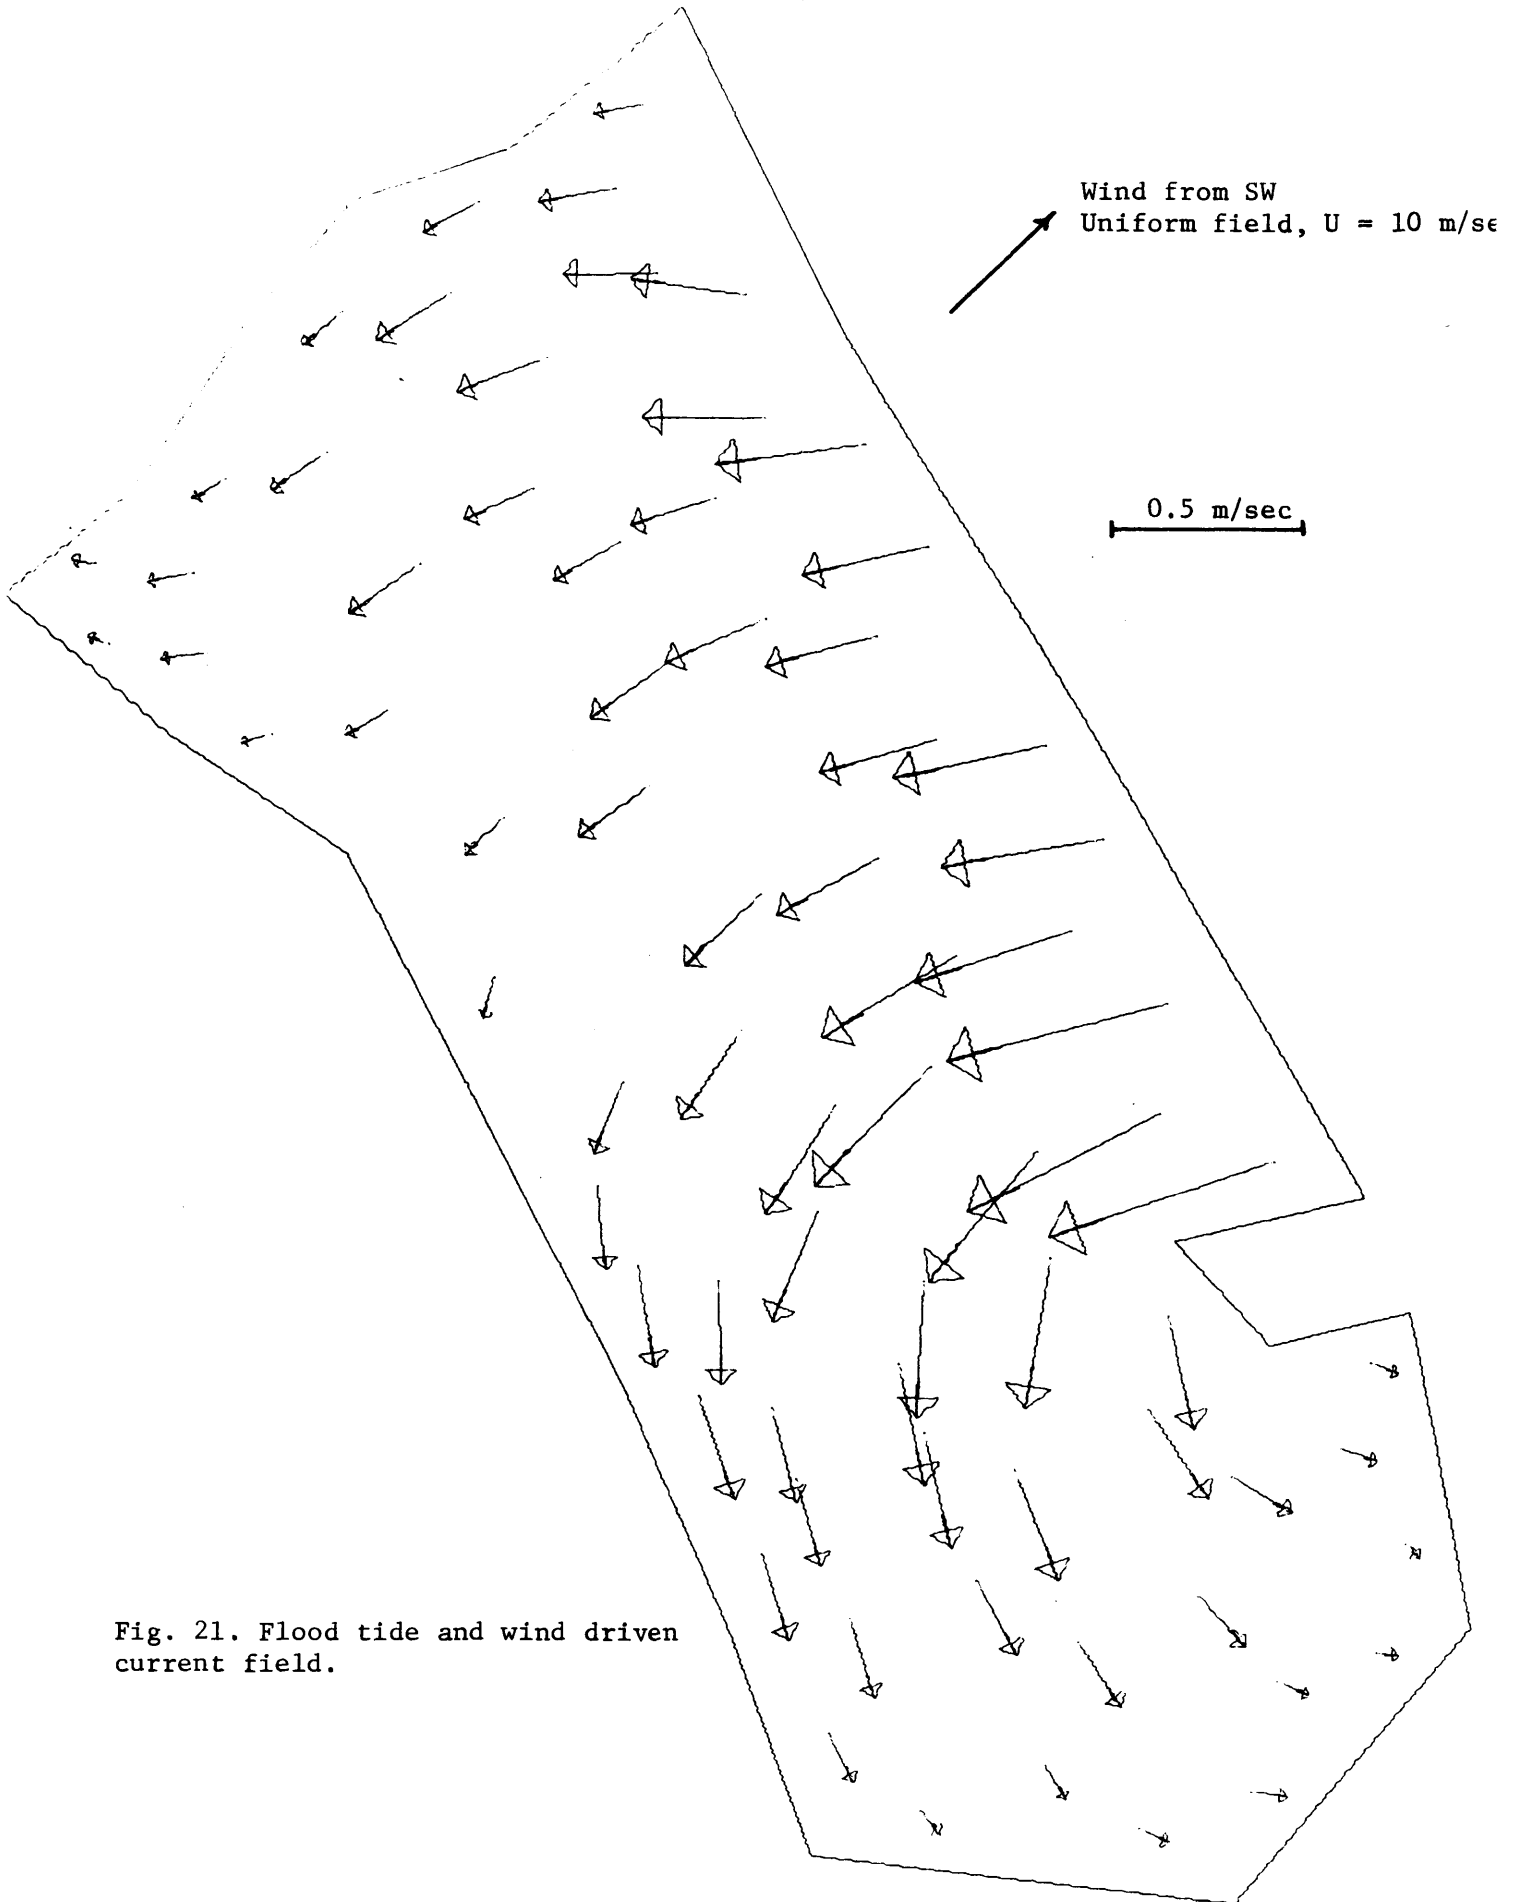 Wind from SW
Uniform field, U = 10 m/se
0.5 m/sec
Fig. 21. Flood tide and wind driven
current field.